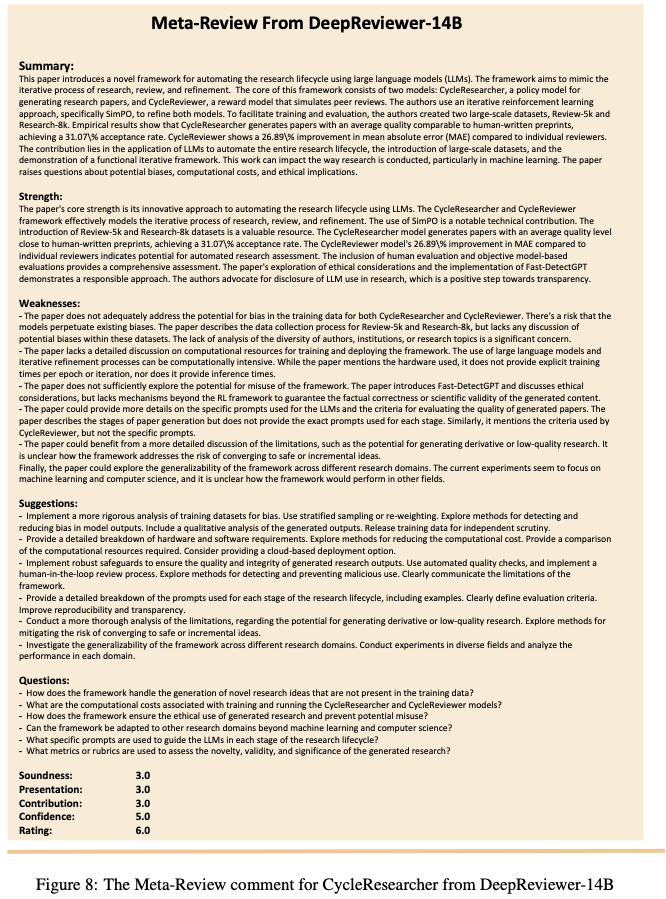 Meta-Review From DeepReviewer-14B
Summary:
This paper introduces a novel framework for automating the research lifecycle using large language models (LLMs). The framework aims to mimic the
iterative process of research, review, and refinement. The core of this framework consists of two models: CycleResearcher, a policy model for
generating research papers, and CycleReviewer, a reward model that simulates peer reviews. The authors use an iterative reinforcement learning
approach, specifically SimPO, to refine both models. To facilitate training and evaluation, the authors created two large-scale datasets, Review-5k and
Research-8k. Empirical results show that CycleResearcher generates papers with an average quality comparable to human-written preprints,
achieving a 31.07\% acceptance rate. CycleReviewer shows a 26.89\% improvement in mean absolute error (MAE) compared to individual reviewers.
The contribution lies in the application of LLMs to automate the entire research lifecycle, the introduction of large-scale datasets, and the
demonstration of a functional iterative framework. This work can impact the way research is conducted, particularly in machine learning. The paper
raises questions about potential biases, computational costs, and ethical implications.
Strength:
The paper's core strength is its innovative approach to automating the research lifecycle using LLMs. The CycleResearcher and CycleReviewer
framework effectively models the iterative process of research, review, and refinement. The use of SimPO is a notable technical contribution. The
introduction of Review-5k and Research-8k datasets is a valuable resource. The CycleResearcher model generates papers with an average quality level
close to human-written preprints, achieving a 31.07\% acceptance rate. The CycleReviewer model's 26.89\% improvement in MAE compared to
individual reviewers indicates potential for automated research assessment. The inclusion of human evaluation and objective model-based
evaluations provides a comprehensive assessment. The paper's exploration of ethical considerations and the implementation of Fast-DetectGPT
demonstrates a responsible approach. The authors advocate for disclosure of LLM use in research, which is a positive step towards transparency.
Weaknesses:
- The paper does not adequately address the potential for bias in the training data for both CycleResearcher and CycleReviewer. There's a risk that the
models perpetuate existing biases. The paper describes the data collection process for Review-5k and Research-8k, but lacks any discussion of
potential biases within these datasets. The lack of analysis of the diversity of authors, institutions, or research topics is a significant concern.
- The paper lacks a detailed discussion on computational resources for training and deploying the framework. The use of large language models and
iterative refinement processes can be computationally intensive. While the paper mentions the hardware used, it does not provide explicit training
times per epoch or iteration, nor does it provide inference times.
- The paper does not sufficiently explore the potential for misuse of the framework. The paper introduces Fast-DetectGPT and discusses ethical
considerations, but lacks mechanisms beyond the RL framework to guarantee the factual correctness or scientific validity of the generated content.
- The paper could provide more details on the specific prompts used for the LLMs and the criteria for evaluating the quality of generated papers. The
paper describes the stages of paper generation but does not provide the exact prompts used for each stage. Similarly, it mentions the criteria used by
CycleReviewer, but not the specific prompts.
- The paper could benefit from a more detailed discussion of the limitations, such as the potential for generating derivative or low-quality research. It
is unclear how the framework addresses the risk of converging to safe or incremental ideas.
Finally, the paper could explore the generalizability of the framework across different research domains. The current experiments seem to focus on
machine learning and computer science, and it is unclear how the framework would perform in other fields.
Suggestions:
- Implement a more rigorous analysis of training datasets for bias. Use stratified sampling or re-weighting. Explore methods for detecting and
reducing bias in model outputs. Include a qualitative analysis of the generated outputs. Release training data for independent scrutiny.
- Provide a detailed breakdown of hardware and software requirements. Explore methods for reducing the computational cost. Provide a comparison
of the computational resources required. Consider providing a cloud-based deployment option.
- Implement robust safeguards to ensure the quality and integrity of generated research outputs. Use automated quality checks, and implement a
human-in-the-loop review process. Explore methods for detecting and preventing malicious use. Clearly communicate the limitations of the
framework.
- Provide a detailed breakdown of the prompts used for each stage of the research lifecycle, including examples. Clearly define evaluation criteria.
Improve reproducibility and transparency.
- Conduct a more thorough analysis of the limitations, regarding the potential for generating derivative or low-quality research. Explore methods for
mitigating the risk of converging to safe or incremental ideas.
- Investigate the generalizability of the framework across different research domains. Conduct experiments in diverse fields and analyze the
performance in each domain.
Questions:
- How does the framework handle the generation of novel research ideas that are not present in the training data?
- What are the computational costs associated with training and running the CycleResearcher and CycleReviewer models?
- How does the framework ensure the ethical use of generated research and prevent potential misuse?
- Can the framework be adapted to other research domains beyond machine learning and computer science?
- What specific prompts are used to guide the LLMs in each stage of the research lifecycle?
- What metrics or rubrics are used to assess the novelty, validity, and significance of the generated research?
Soundness: 3.0
Presentation: 3.0
Contribution: 3.0
Confidence: 5.0
Rating: 6.0
Figure 8: The Meta-Review comment for CycleResearcher from DeepReviewer-14B